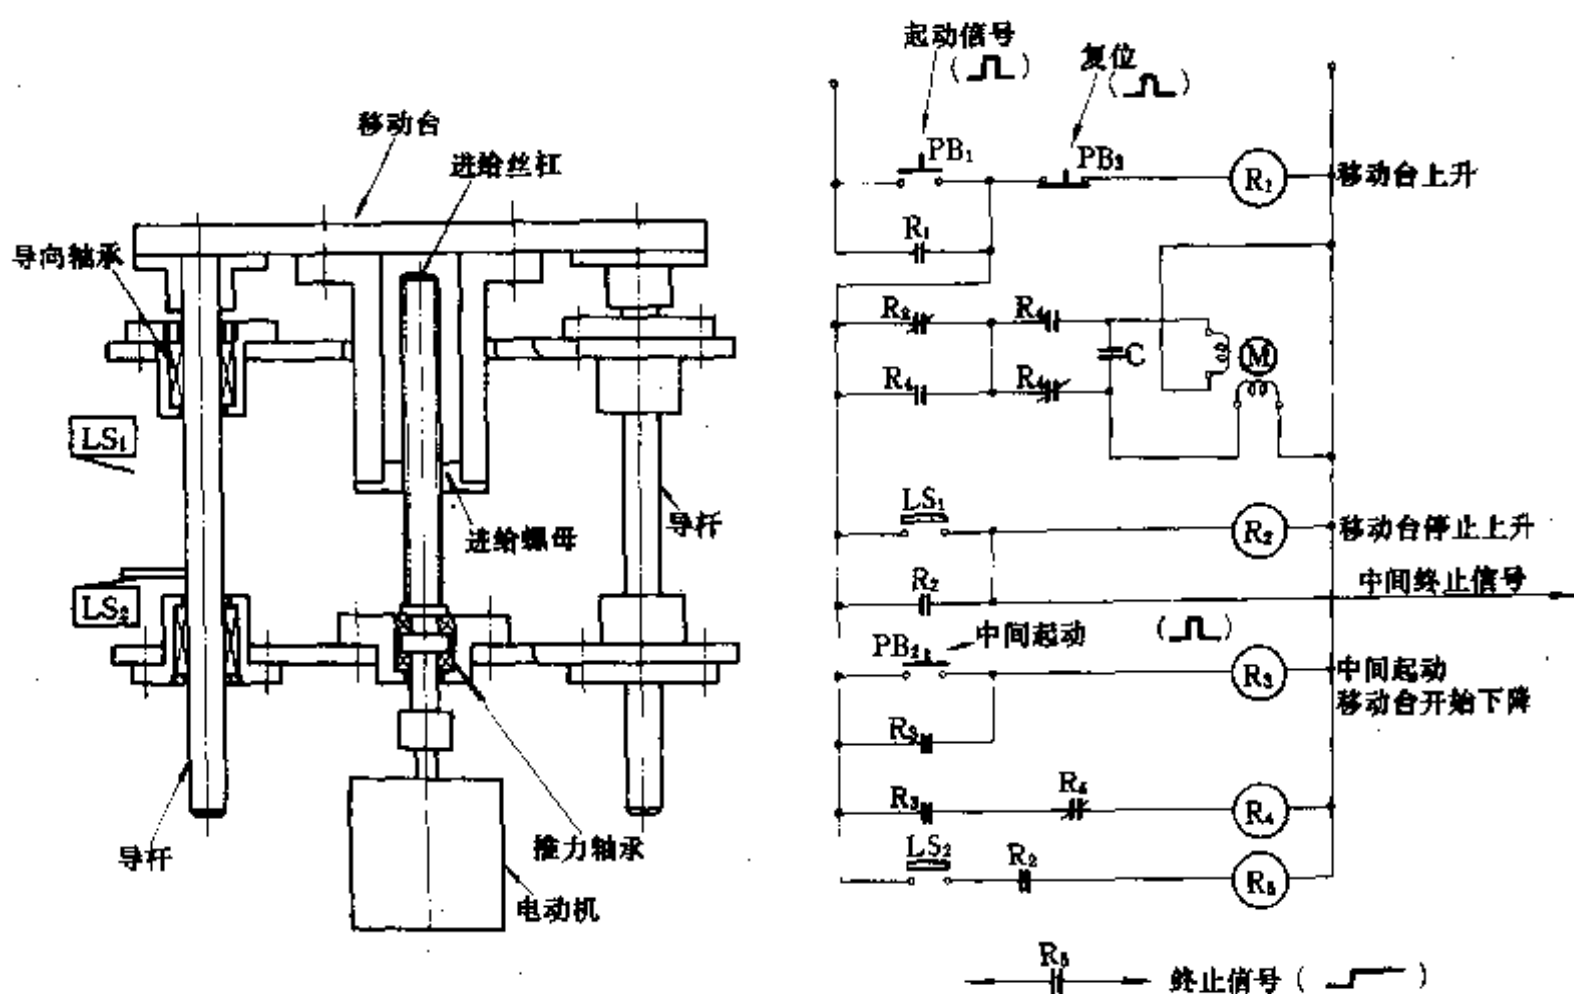 移动台
进给丝杠
导向轴承
LS₁
进给螺母
导杆
LS₂
导杆
推力轴承
电动机
起动信号
( )
复位
( )
PB₁
PB₃
R₁
移动台上升
R₁
R₂
R₄
C
M
R₄
R₄
LS₁
R₂
移动台停止上升
R₂
中间终止信号
( )
PB₂
中间起动
R₃
中间起动
移动台开始下降
R₃
R₃
R₅
R₄
LS₂
R₂
R₅
R₅
终止信号 ( )